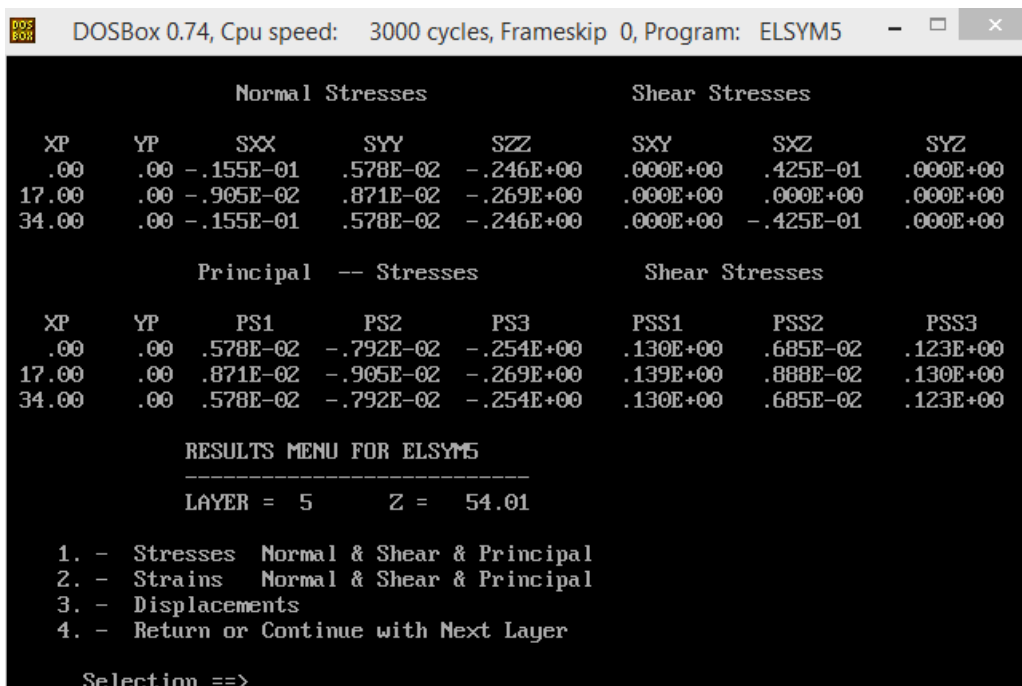 DOS BOX DOSBox 0.74, Cpu speed: 3000 cycles, Frameskip 0, Program: ELSYM5
Normal Stresses Shear Stresses
XP YP SXX SYY SZZ SXY SXZ SYZ
.00 .00 -.155E-01 .578E-02 -.246E+00 .000E+00 .425E-01 .000E+00
17.00 .00 -.905E-02 .871E-02 -.269E+00 .000E+00 .000E+00 .000E+00
34.00 .00 -.155E-01 .578E-02 -.246E+00 .000E+00 -.425E-01 .000E+00
Principal -- Stresses Shear Stresses
XP YP PS1 PS2 PS3 PSS1 PSS2 PSS3
.00 .00 .578E-02 -.792E-02 -.254E+00 .130E+00 .685E-02 .123E+00
17.00 .00 .871E-02 -.905E-02 -.269E+00 .139E+00 .888E-02 .130E+00
34.00 .00 .578E-02 -.792E-02 -.254E+00 .130E+00 .685E-02 .123E+00
RESULTS MENU FOR ELSYM5
---------------------------
LAYER = 5 Z = 54.01
1. - Stresses Normal & Shear & Principal
2. - Strains Normal & Shear & Principal
3. - Displacements
4. - Return or Continue with Next Layer
Selection ==>